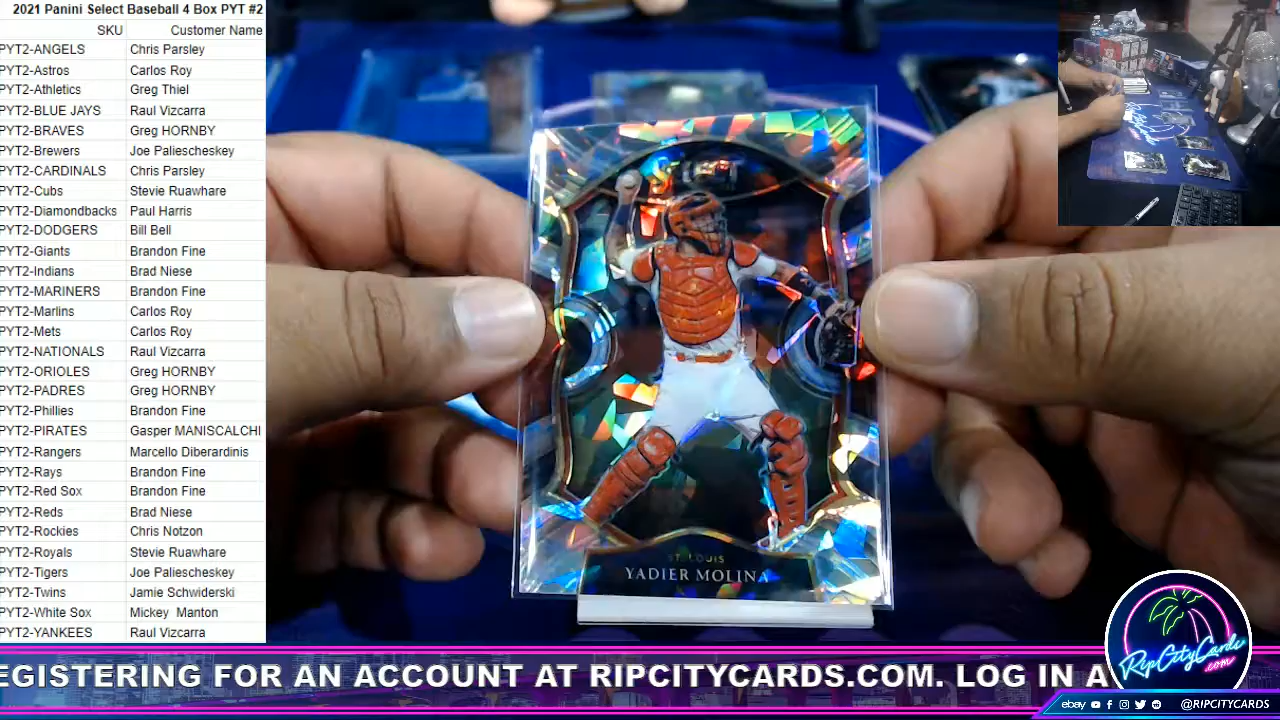 2021 Panini Select Baseball 4 Box PYT #2
SKU Customer Name
PYT2-ANGELS Chris Parsley
PYT2-Astros Carlos Roy
PYT2-Athletics Greg Thiel
PYT2-BLUE JAYS Raul Vizcarra
PYT2-BRAVES Greg HORNBY
PYT2-Brewers Joe Paliescheskey
PYT2-CARDINALS Chris Parsley
PYT2-Cubs Stevie Ruawhare
PYT2-Diamondbacks Paul Harris
PYT2-DODGERS Bill Bell
PYT2-Giants Brandon Fine
PYT2-Indians Brad Niese
PYT2-MARINERS Brandon Fine
PYT2-Marlins Carlos Roy
PYT2-Mets Carlos Roy
PYT2-NATIONALS Raul Vizcarra
PYT2-ORIOLES Greg HORNBY
PYT2-PADRES Greg HORNBY
PYT2-Phillies Brandon Fine
PYT2-PIRATES Gasper MANISCALCHI
PYT2-Rangers Marcello Diberardinis
PYT2-Rays Brandon Fine
PYT2-Red Sox Brandon Fine
PYT2-Reds Brad Niese
PYT2-Rockies Chris Notzon
PYT2-Royals Stevie Ruawhare
PYT2-Tigers Joe Paliescheskey
PYT2-Twins Jamie Schwiderski
PYT2-White Sox Mickey Manton
PYT2-YANKEES Raul Vizcarra
ST. LOUIS
YADIER MOLINA
EGISTERING FOR AN ACCOUNT AT RIPCITYCARDS.COM. LOG IN A
RipCityCards
.com
ebay @RIPCITYCARDS